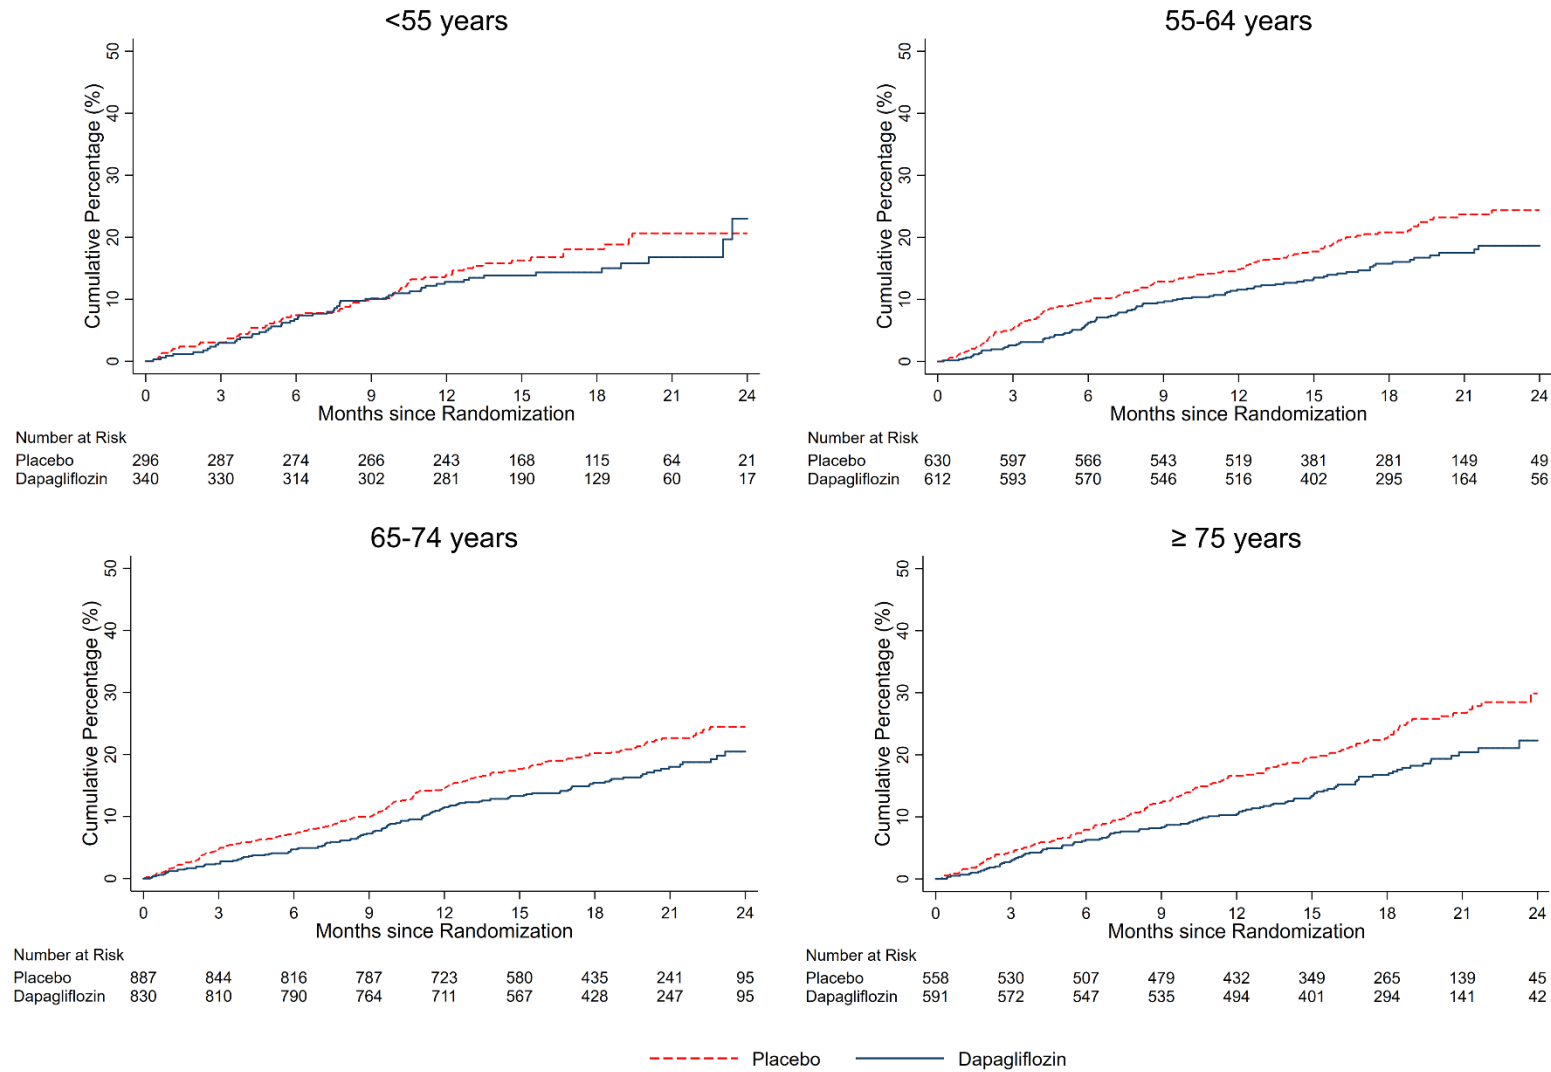 <55 years
Cumulative Percentage (%)
50
40
30
20
10
0
0 3 6 9 12 15 18 21 24
Months since Randomization
Number at Risk
Placebo 296 287 274 266 243 168 115 64 21
Dapagliflozin 340 330 314 302 281 190 129 60 17
55-64 years
Cumulative Percentage (%)
50
40
30
20
10
0
0 3 6 9 12 15 18 21 24
Months since Randomization
Number at Risk
Placebo 630 597 566 543 519 381 281 149 49
Dapagliflozin 612 593 570 546 516 402 295 164 56
65-74 years
Cumulative Percentage (%)
50
40
30
20
10
0
0 3 6 9 12 15 18 21 24
Months since Randomization
Number at Risk
Placebo 887 844 816 787 723 580 435 241 95
Dapagliflozin 830 810 790 764 711 567 428 247 95
≥ 75 years
Cumulative Percentage (%)
50
40
30
20
10
0
0 3 6 9 12 15 18 21 24
Months since Randomization
Number at Risk
Placebo 558 530 507 479 432 349 265 139 45
Dapagliflozin 591 572 547 535 494 401 294 141 42
Placebo Dapagliflozin